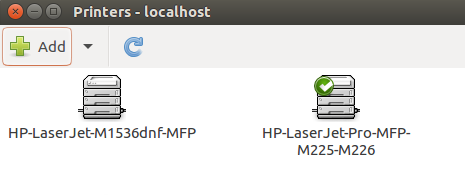 Printers - localhost
Add
HP-LaserJet-M1536dnf-MFP
HP-LaserJet-Pro-MFP-
M225-M226